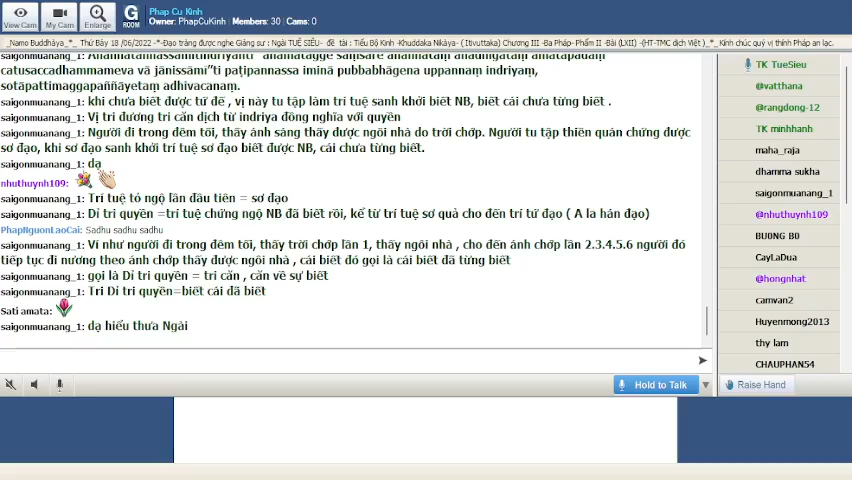 Phap Cu Kinh
Owner: PhapCuKinh | Members: 30 | Cams: 0
View Cam
My Cam
Enlarge
G
ROOM
_Namo Buddhàya_*_ Thứ Bảy 18 /06/2022 -*-Đạo tràng được nghe Giảng sư : Ngài TUỆ SIÊU- đề tài : Tiểu Bộ Kinh -Khuddaka Nikàya- ( Itivuttaka) Chương III -Ba Pháp- Phẩm II -Bài (LXII) -(HT-TMC dịch Việt )_*_ Kính chúc quý vị thính Pháp an lạc.
catusaccadhammameva vā jānissāmi"ti paṭipannassa iminā pubbabhāgena uppannaṃ indriyaṃ,
sotāpattimaggapaññāyetaṃ adhivacanaṃ.
saigonmuanang_1: khi chưa biết được tứ đế , vị này tu tập làm trí tuệ sanh khởi biết NB, biết cái chưa từng biết .
saigonmuanang_1: Vị tri đương tri căn dịch từ indriya đồng nghĩa với quyền
saigonmuanang_1: Người đi trong đêm tối, thấy ánh sáng thấy được ngôi nhà do trời chớp. Người tu tập thiền quán chứng được
sơ đạo, khi sơ đạo sanh khởi trí tuệ sơ đạo biết được NB, cái chưa từng biết.
saigonmuanang_1: dạ
nhuthuynh109:
saigonmuanang_1: Trí tuệ tỏ ngộ lần đầu tiên = sơ đạo
saigonmuanang_1: Dĩ tri quyền =trí tuệ chứng ngộ NB đã biết rồi, kể từ trí tuệ sơ quả cho đến trí tứ đạo ( A la hán đạo)
PhapNguonLaoCai: Sadhu sadhu sadhu
saigonmuanang_1: Ví như người đi trong đêm tối, thấy trời chớp lần 1, thấy ngôi nhà , cho đến ánh chớp lần 2.3.4.5.6 người đó
tiếp tục đi nương theo ánh chớp thấy được ngôi nhà , cái biết đó gọi là cái biết đã từng biết
saigonmuanang_1: gọi là Dĩ tri quyền = tri căn , căn về sự biết
saigonmuanang_1: Tri Dĩ tri quyền=biết cái đã biết
Sati amata:
saigonmuanang_1: dạ hiểu thưa Ngài
Hold to Talk
TK TueSieu
@vatthana
@rangdong-12
TK minhhanh
maha_raja
dhamma sukha
saigonmuanang_1
@nhuthuynh109
BU0NG B0
CayLaDua
@hongnhat
camvan2
Huyenmong2013
thy lam
CHAUPHAN54
Raise Hand